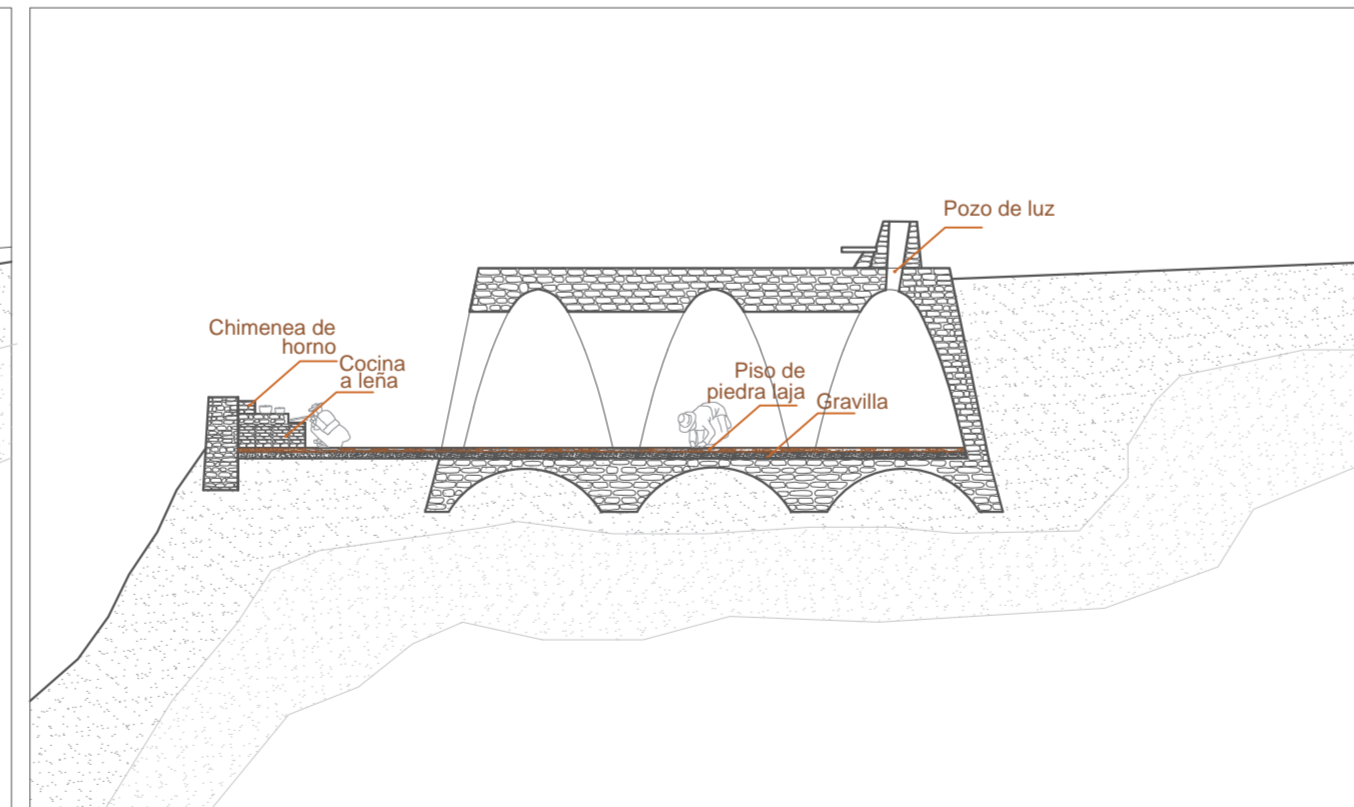 Pozo de luz
Chimenea de
horno
Cocina
a leña
Piso de
piedra laja
Gravilla